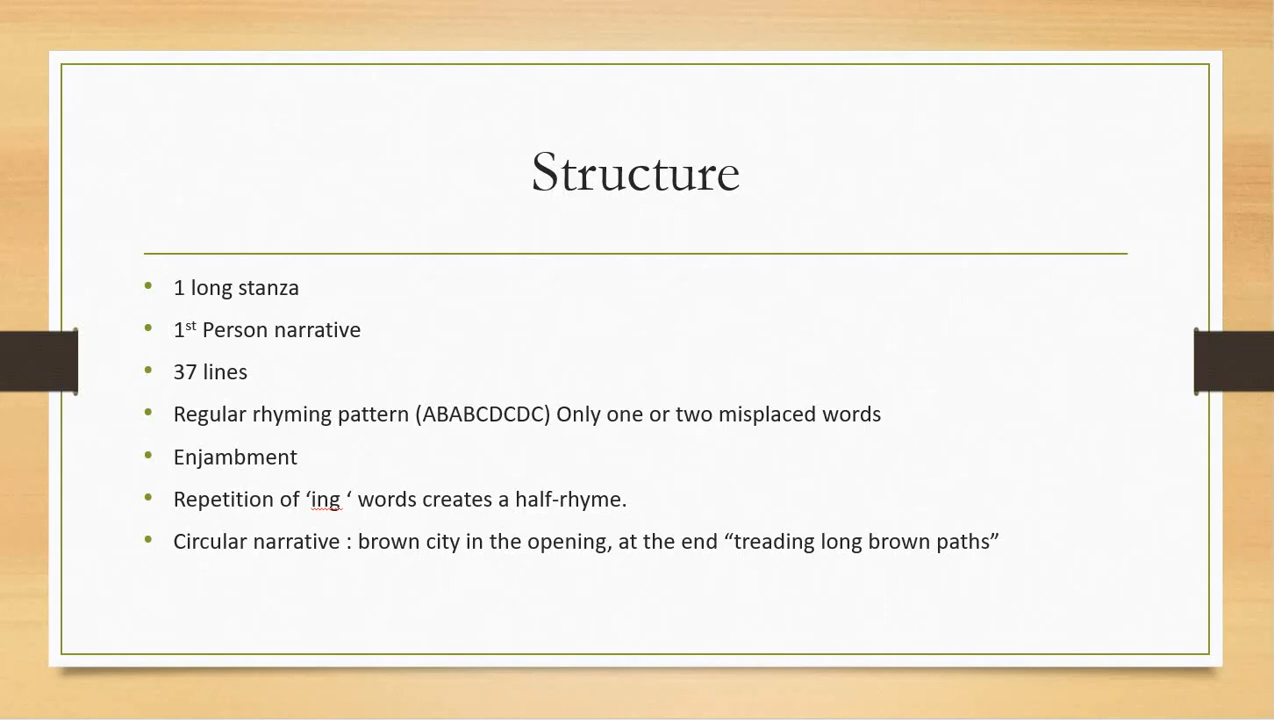 Structure
1 long stanza
1st Person narrative
37 lines
Regular rhyming pattern (ABABCDCDC) Only one or two misplaced words
Enjambment
Repetition of ‘ing ‘ words creates a half-rhyme.
Circular narrative : brown city in the opening, at the end “treading long brown paths”